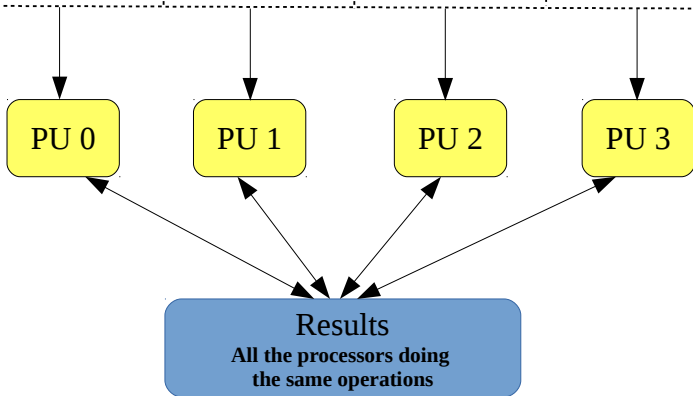 PU 0 PU 1 PU 2 PU 3
Results
All the processors doing
the same operations